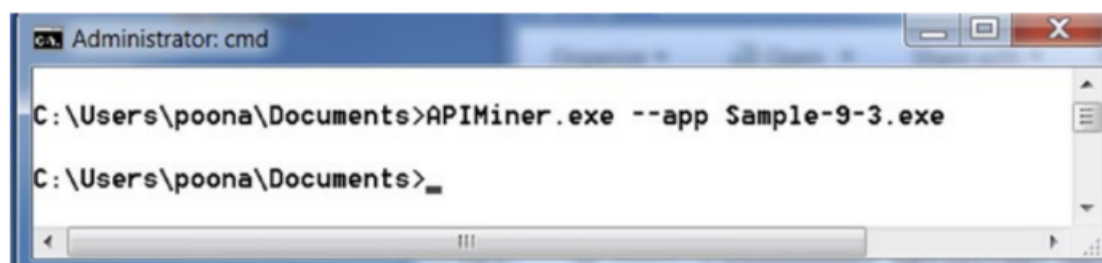 Administrator: cmd
C:\Users\poona\Documents>APIMiner.exe --app Sample-9-3.exe
C:\Users\poona\Documents>_